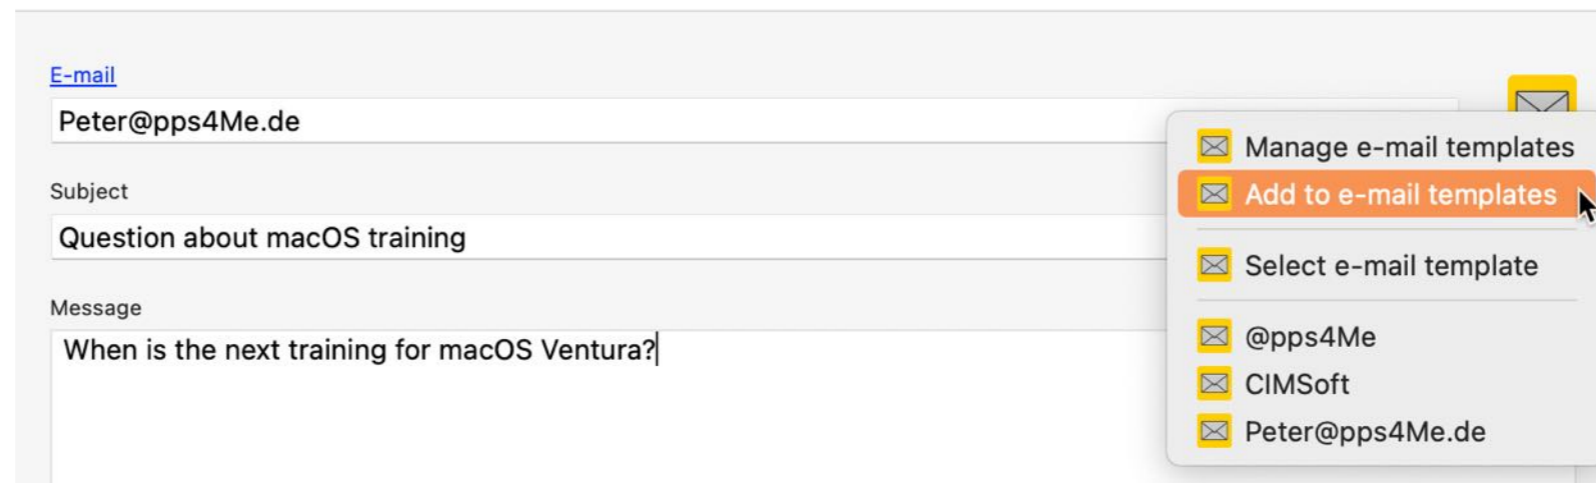 E-mail
Peter@pps4Me.de
Subject
Question about macOS training
Message
When is the next training for macOS Ventura?
Manage e-mail templates
Add to e-mail templates
Select e-mail template
@pps4Me
CIMSoft
Peter@pps4Me.de